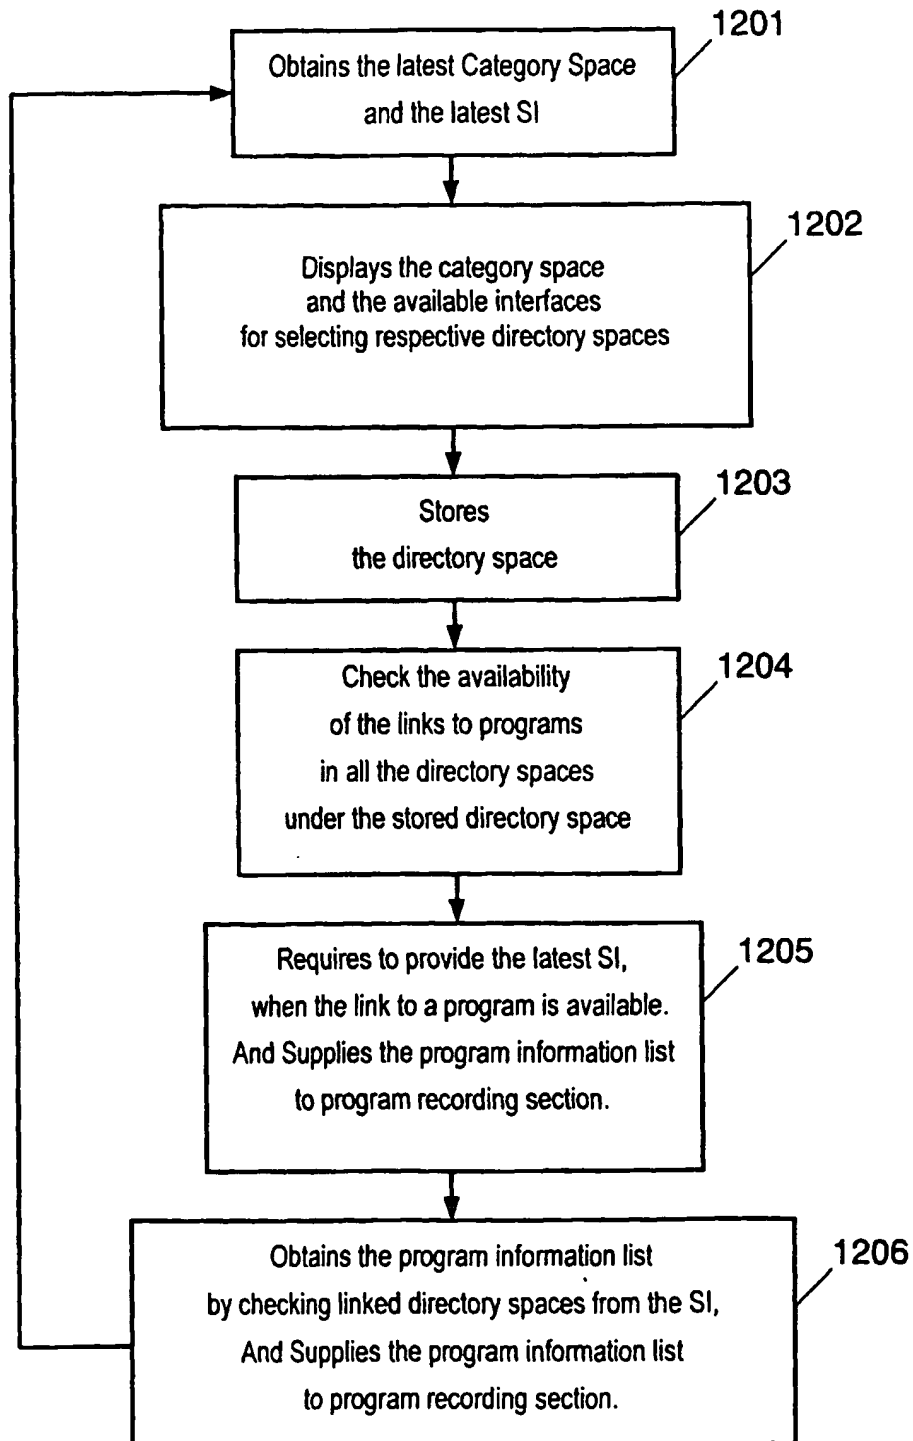 1201
Obtains the latest Category Space
and the latest SI
1202
Displays the category space
and the available interfaces
for selecting respective directory spaces
1203
Stores
the directory space
1204
Check the availability
of the links to programs
in all the directory spaces
under the stored directory space
1205
Requires to provide the latest SI,
when the link to a program is available.
And Supplies the program information list
to program recording section.
1206
Obtains the program information list
by checking linked directory spaces from the SI,
And Supplies the program information list
to program recording section.